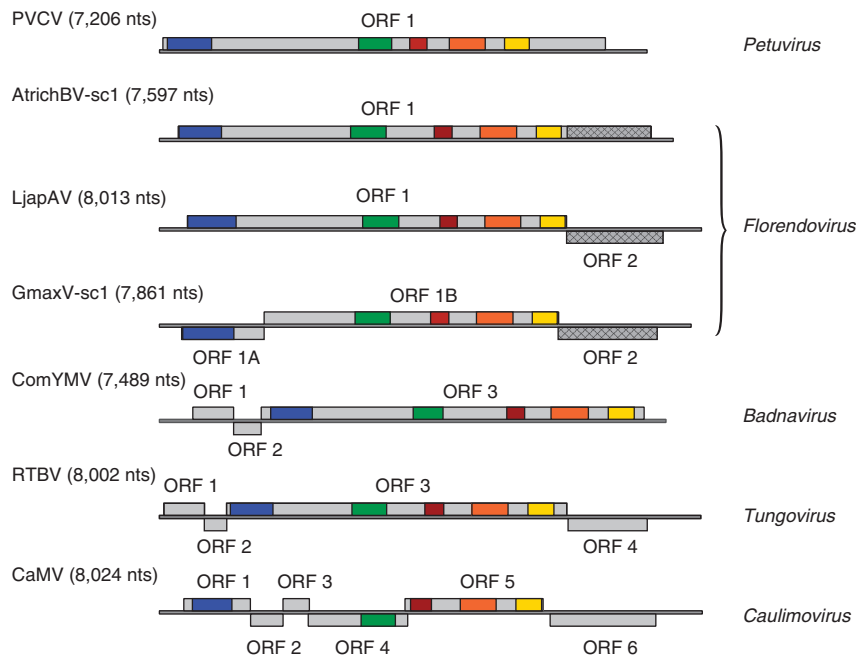 PVCV (7,206 nts)
ORF 1
Petuvirus
AtrichBV-sc1 (7,597 nts)
ORF 1
LjapAV (8,013 nts)
ORF 1
Florendovirus
ORF 2
GmaxV-sc1 (7,861 nts)
ORF 1B
ORF 1A
ORF 2
ComYMV (7,489 nts)
ORF 1
ORF 3
Badnavirus
ORF 2
RTBV (8,002 nts)
ORF 1
ORF 3
Tungovirus
ORF 2
ORF 4
CaMV (8,024 nts)
ORF 1
ORF 3
ORF 5
Caulimovirus
ORF 2
ORF 4
ORF 6